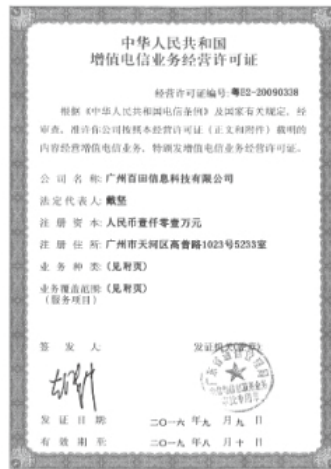 中华人民共和国
增值电信业务经营许可证
经营许可证编号:粤B2-20090338
根据《中华人民共和国电信条例》及国家有关规定，经
审查，准许你公司按照本经营许可证（正文和附件）载明的
内容经营增值电信业务，特颁发增值电信业务经营许可证。
公司名称:广州百田信息科技有限公司
法定代表人:戴坚
注册资本:人民币壹仟零壹万元
注册住所:广州市天河区高普路1023号5233室
业务种类:(见附页)
业务覆盖范围:(见附页)
(服务项目)
签发人
发证机关(盖章)
发证日期:二〇一六年九月九日
有效期至:二〇一九年八月十日